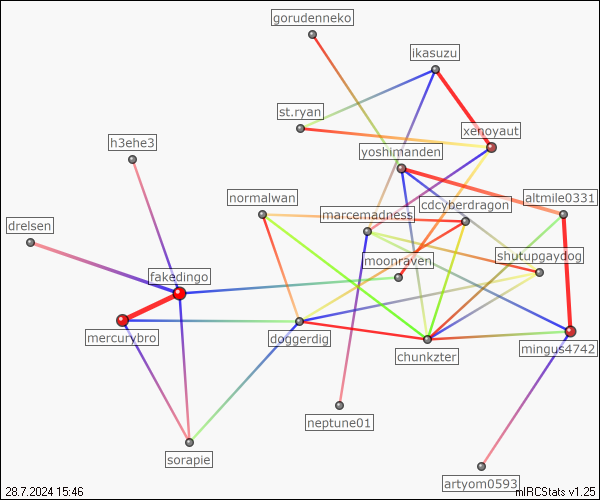 gorudenneko
ikasuzu
st.ryan
xenoyaut
h3ehe3
yoshimanden
normalwan
altmile0331
cdcyberdragon
marcemadness
drelsen
shutupgaydog
moonraven
fakedingo
mercurybro
doggerdig
mingus4742
chunkzter
neptune01
sorapie
artyom0593
28.7.2024 15:46
mIRCStats v1.25